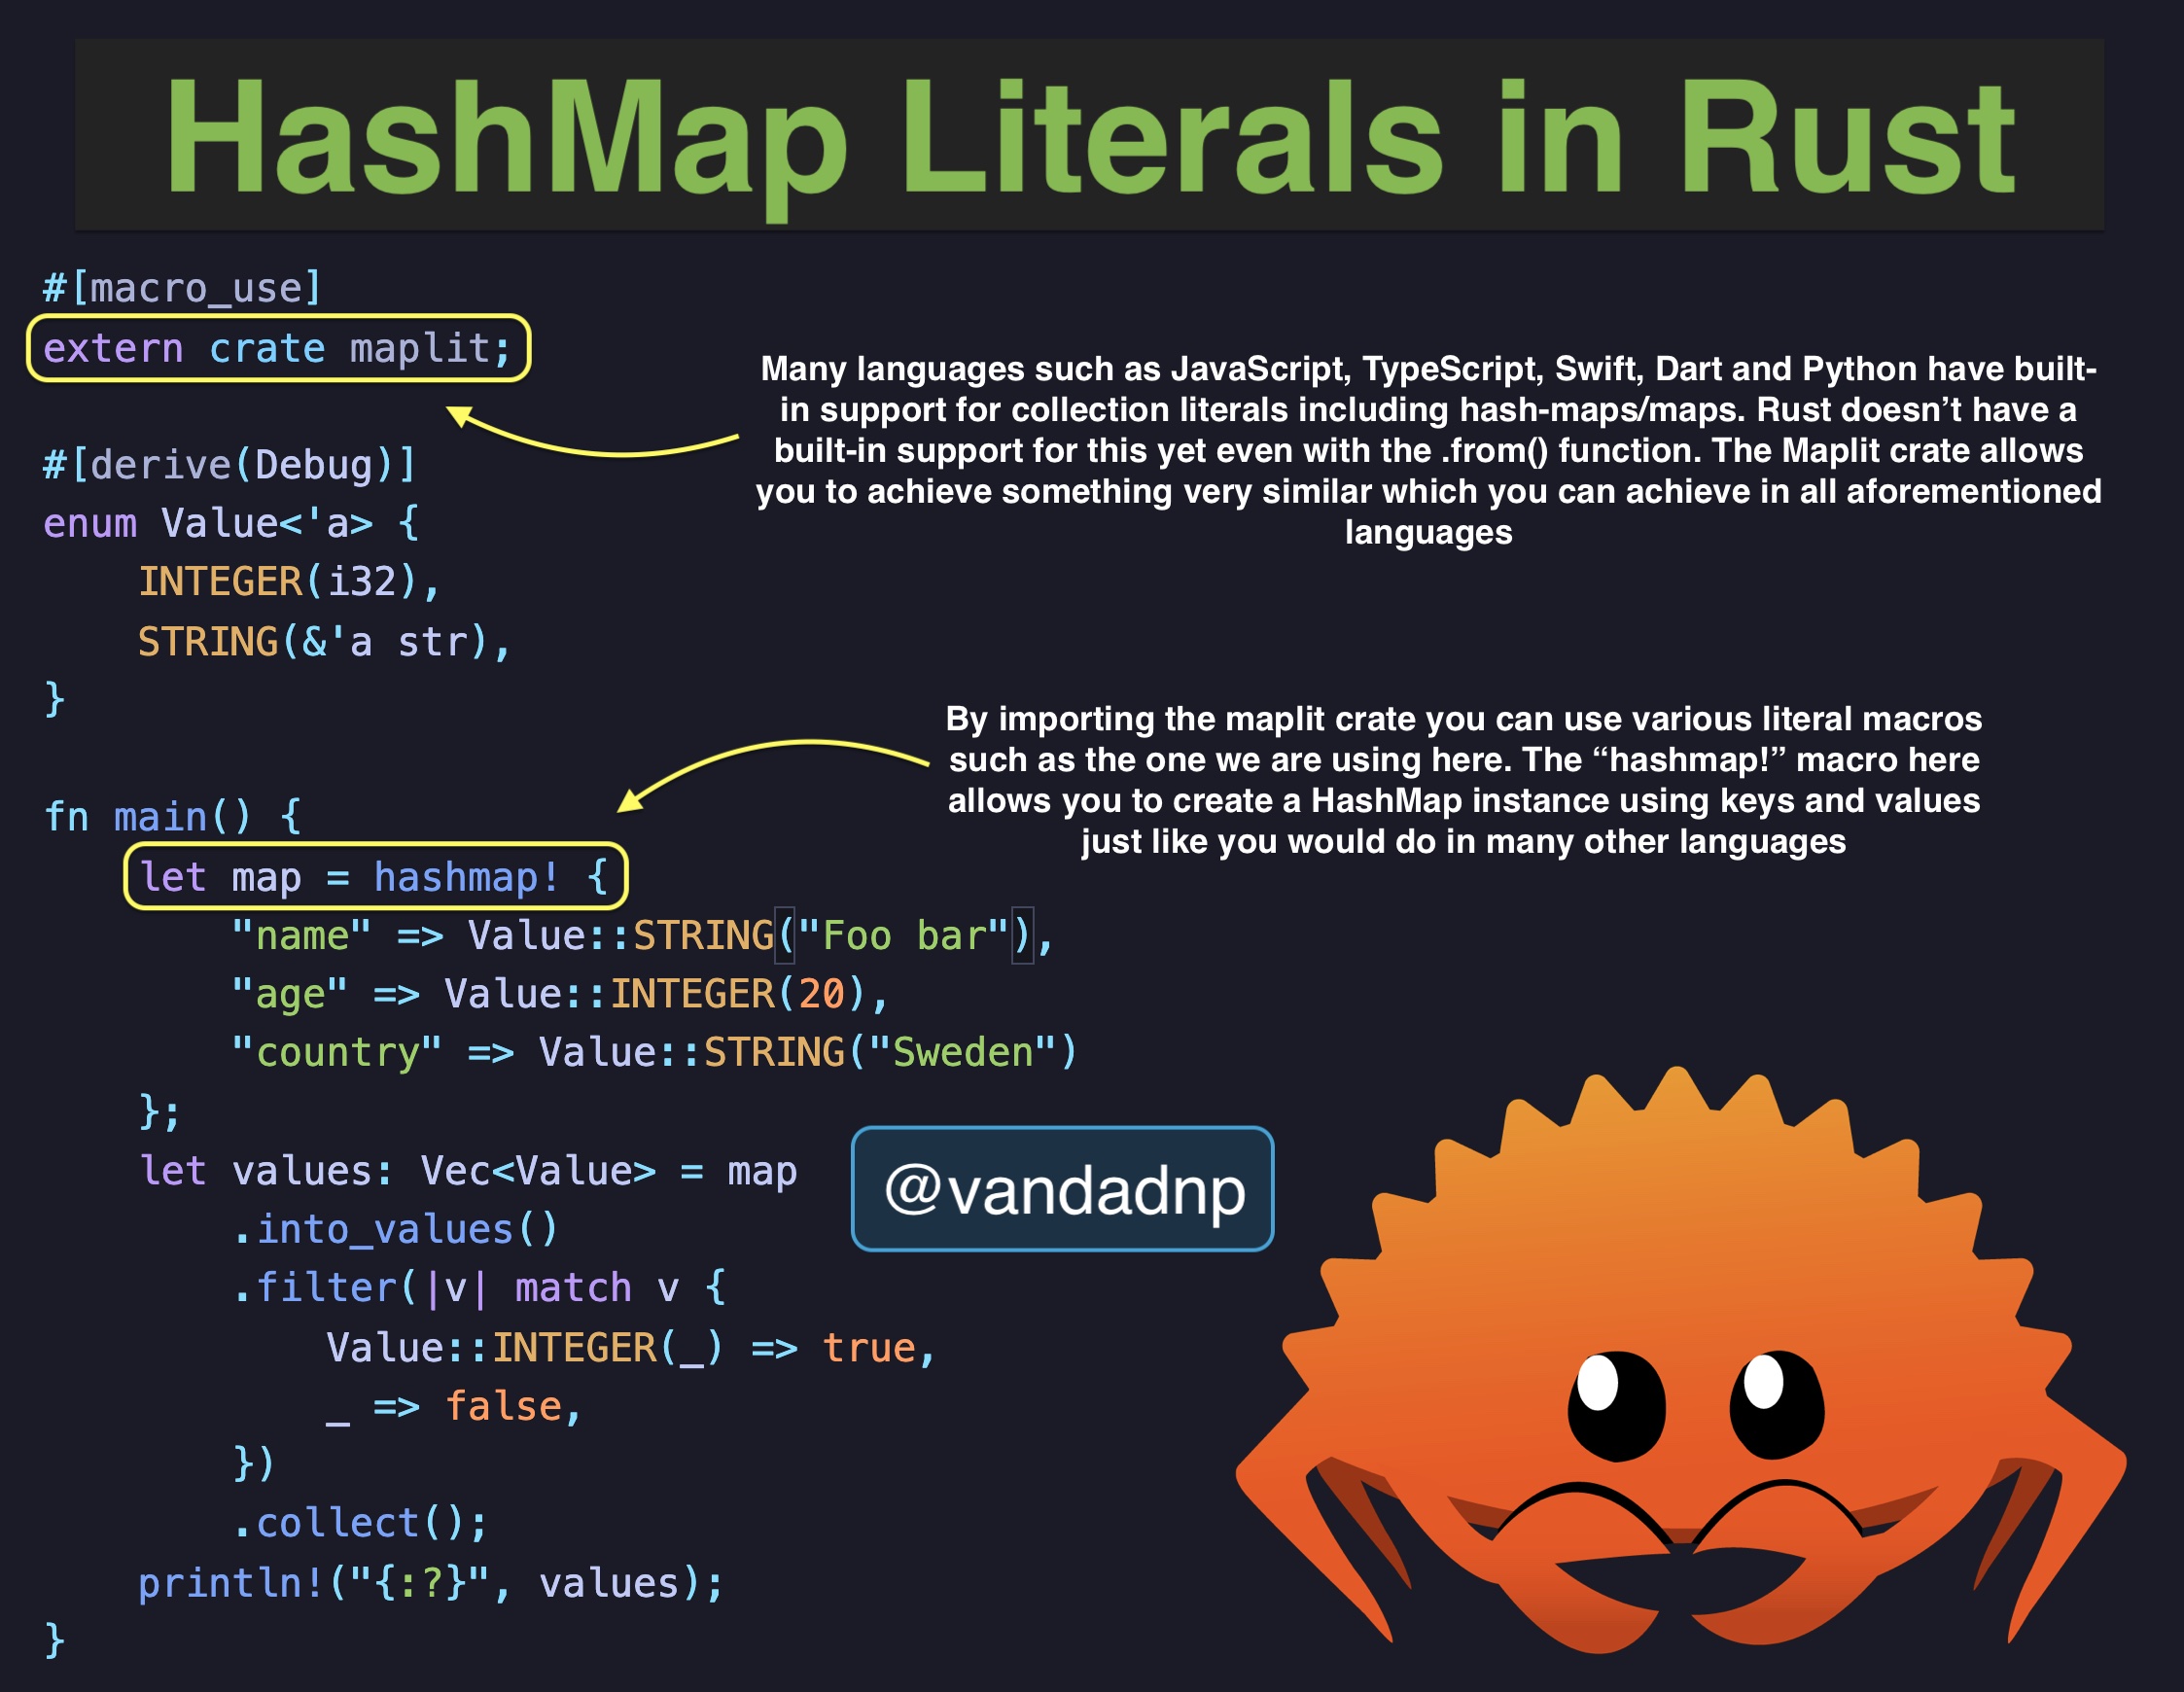 HashMap Literals in Rust
#[macro_use]
extern crate maplit;
Many languages such as JavaScript, TypeScript, Swift, Dart and Python have built-
in support for collection literals including hash-maps/maps. Rust doesn’t have a
built-in support for this yet even with the .from() function. The Maplit crate allows
you to achieve something very similar which you can achieve in all aforementioned
languages
#[derive(Debug)]
enum Value<'a> {
    INTEGER(i32),
    STRING(&'a str),
}
By importing the maplit crate you can use various literal macros
such as the one we are using here. The “hashmap!” macro here
allows you to create a HashMap instance using keys and values
just like you would do in many other languages
fn main() {
    let map = hashmap! {
        "name" => Value::STRING("Foo bar"),
        "age" => Value::INTEGER(20),
        "country" => Value::STRING("Sweden")
    };
    let values: Vec<Value> = map
        .into_values()
        .filter(|v| match v {
            Value::INTEGER(_) => true,
            _ => false,
        })
        .collect();
    println!("{:?}", values);
}
@vandadnp